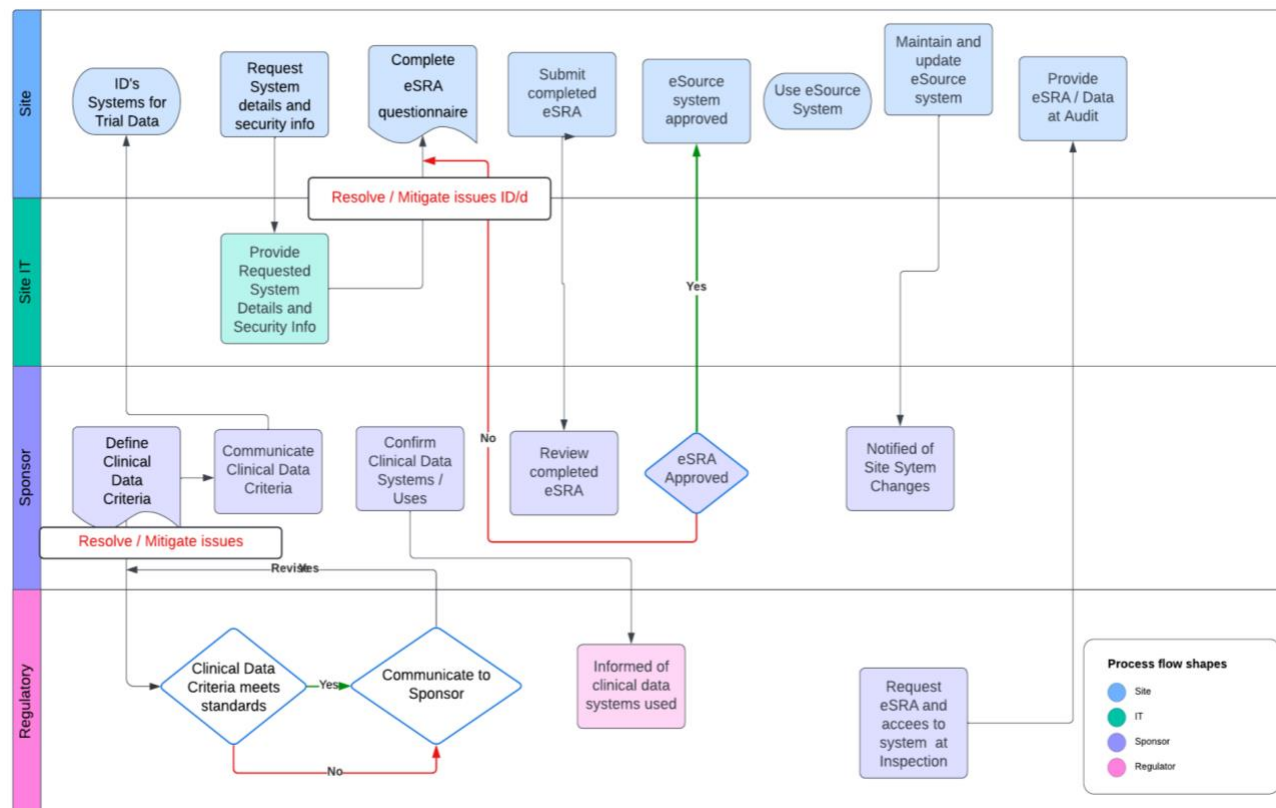 Site
ID's
Systems for
Trial Data
Request
System
details and
security info
Complete
eSRA
questionnaire
Submit
completed
eSRA
eSource
system
approved
Use eSource
System
Maintain and
update
eSource
system
Provide
eSRA / Data
at Audit
Resolve / Mitigate issues ID/d
Site IT
Provide
Requested
System
Details and
Security Info
Yes
Sponsor
Define
Clinical
Data
Criteria
Communicate
Clinical Data
Criteria
Confirm
Clinical Data
Systems /
Uses
No
Review
completed
eSRA
eSRA
Approved
Notified of
Site Sytem
Changes
Resolve / Mitigate issues
Revise
Yes
Regulatory
Clinical Data
Criteria meets
standards
Yes
Communicate to
Sponsor
No
Informed of
clinical data
systems used
Request
eSRA and
accees to
system at
Inspection
Process flow shapes
Site
IT
Sponsor
Regulator